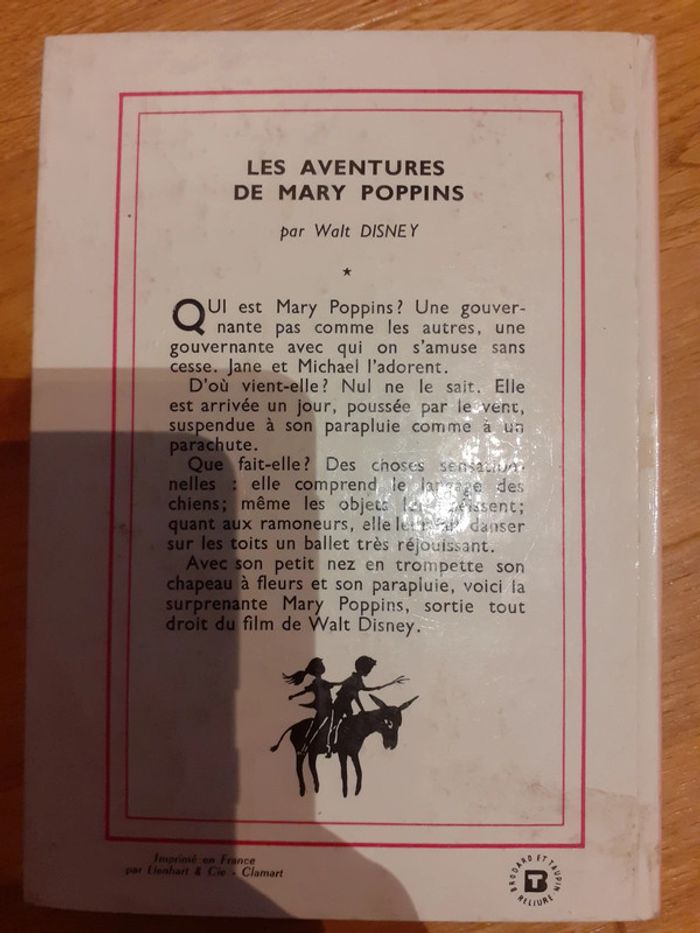 LES AVENTURES
DE MARY POPPINS
par Walt DISNEY
★
QUI est Mary Poppins? Une gouver-
nante pas comme les autres, une
gouvernante avec qui on s'amuse sans
cesse. Jane et Michael l'adorent.
D'où vient-elle? Nul ne le sait. Elle
est arrivée un jour, poussée par le vent,
suspendue à son parapluie comme à un
parachute.
Que fait-elle? Des choses sensation-
nelles : elle comprend le langage des
chiens; même les objets
quant aux ramoneurs, elle danser
sur les toits un ballet très réjouissant.
Avec son petit nez en trompette son
chapeau à fleurs et son parapluie, voici la
surprenante Mary Poppins, sortie tout
droit du film de Walt Disney.
Imprimé en France
par Lienhart & Cie - Clamart
BRODARD ET TAUPIN
BT
RELIURE